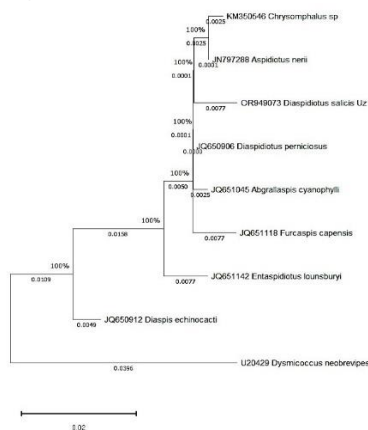 KM350546 Chrysomphalus sp
0.0025
100%
0.0025
JN797288 Aspidiotus nerii
0.0001
100%
0.0001
OR949073 Diaspidiotus salicis Uz
0.0077
100%
0.0001
JQ650906 Diaspidiotus perniciosus
100%
0.0050
JQ651045 Abgrallaspis cyanophylli
0.0025
JQ651118 Furcaspis capensis
0.0077
100%
0.0158
JQ651142 Entaspidiotus lounsburyi
0.0077
100%
0.0109
JQ650912 Diaspis echinocacti
0.0049
U20429 Dysmicoccus neobrevipes
0.0396
0.02